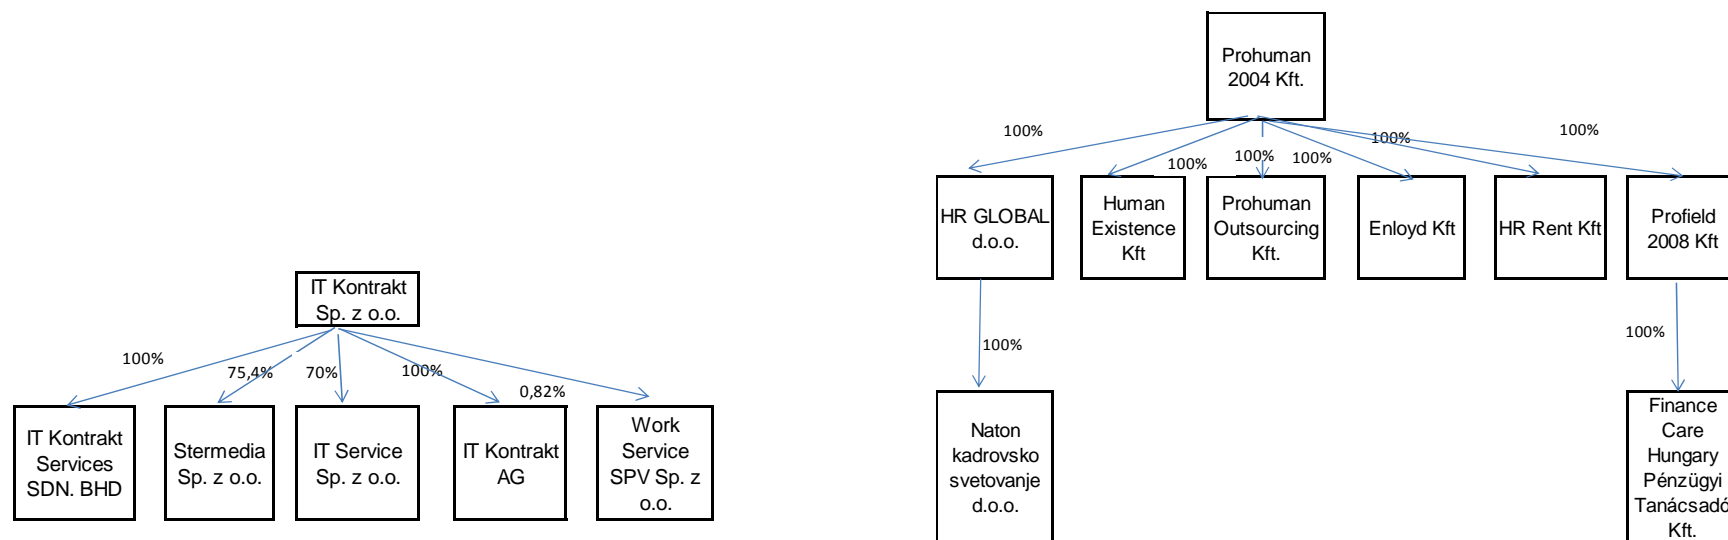 Prohuman
2004 Kft.
100%
100%
100%
100%
100%
100%
HR GLOBAL
d.o.o.
Human
Existence
Kft
Prohuman
Outsourcing
Kft.
Enloyd Kft
HR Rent Kft
Profield
2008 Kft
100%
100%
Naton
kadrovsko
svetovanje
d.o.o.
Finance
Care
Hungary
Pénzügyi
Tanácsadó
Kft.
IT Kontrakt
Sp. z o.o.
100%
75,4%
70%
100%
0,82%
IT Kontrakt
Services
SDN. BHD
Stermedia
Sp. z o.o.
IT Service
Sp. z o.o.
IT Kontrakt
AG
Work
Service
SPV Sp. z
o.o.